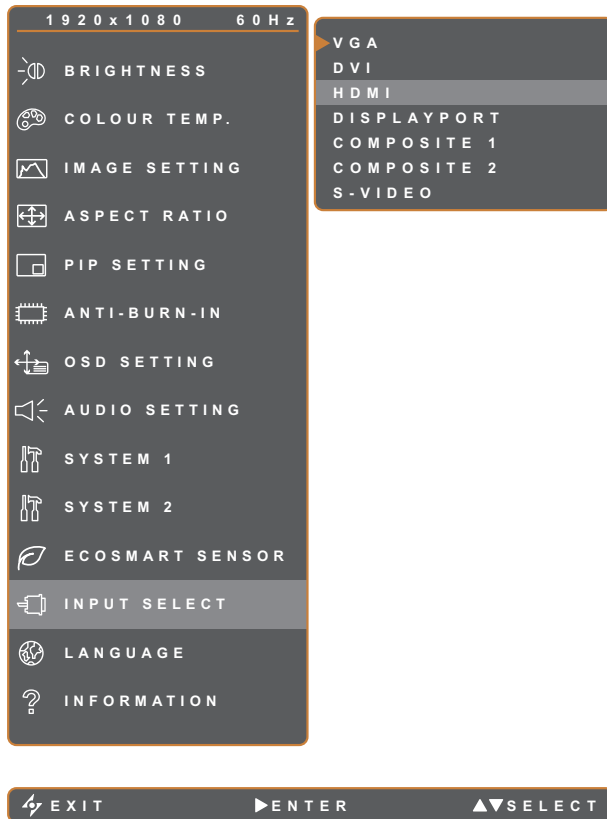 1920x1080 60Hz
BRIGHTNESS
COLOUR TEMP.
IMAGE SETTING
ASPECT RATIO
PIP SETTING
ANTI-BURN-IN
OSD SETTING
AUDIO SETTING
SYSTEM 1
SYSTEM 2
ECOSMART SENSOR
INPUT SELECT
LANGUAGE
INFORMATION
VGA
DVI
HDMI
DISPLAYPORT
COMPOSITE 1
COMPOSITE 2
S-VIDEO
EXIT ENTER SELECT